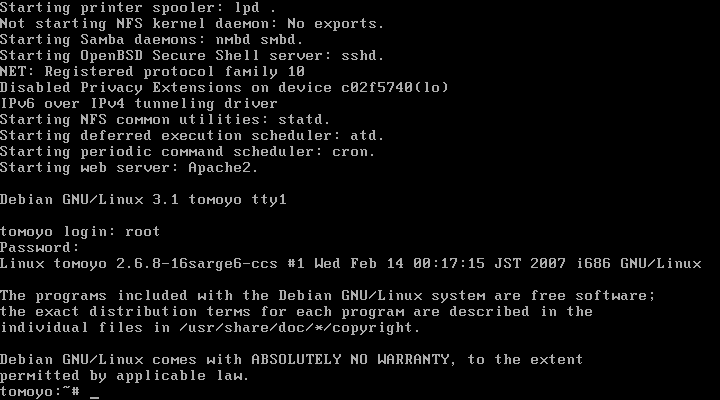 Starting printer spooler: lpd .
Not starting NFS kernel daemon: No exports.
Starting Samba daemons: nmbd smbd.
Starting OpenBSD Secure Shell server: sshd.
NET: Registered protocol family 10
Disabled Privacy Extensions on device c02f5740(lo)
IPv6 over IPv4 tunneling driver
Starting NFS common utilities: statd.
Starting deferred execution scheduler: atd.
Starting periodic command scheduler: cron.
Starting web server: Apache2.
Debian GNU/Linux 3.1 tomoyo tty1
tomoyo login: root
Password:
Linux tomoyo 2.6.8-16sarge6-ccs #1 Wed Feb 14 00:17:15 JST 2007 i686 GNU/Linux
The programs included with the Debian GNU/Linux system are free software;
the exact distribution terms for each program are described in the
individual files in /usr/share/doc/*/copyright.
Debian GNU/Linux comes with ABSOLUTELY NO WARRANTY, to the extent
permitted by applicable law.
tomoyo:~# _